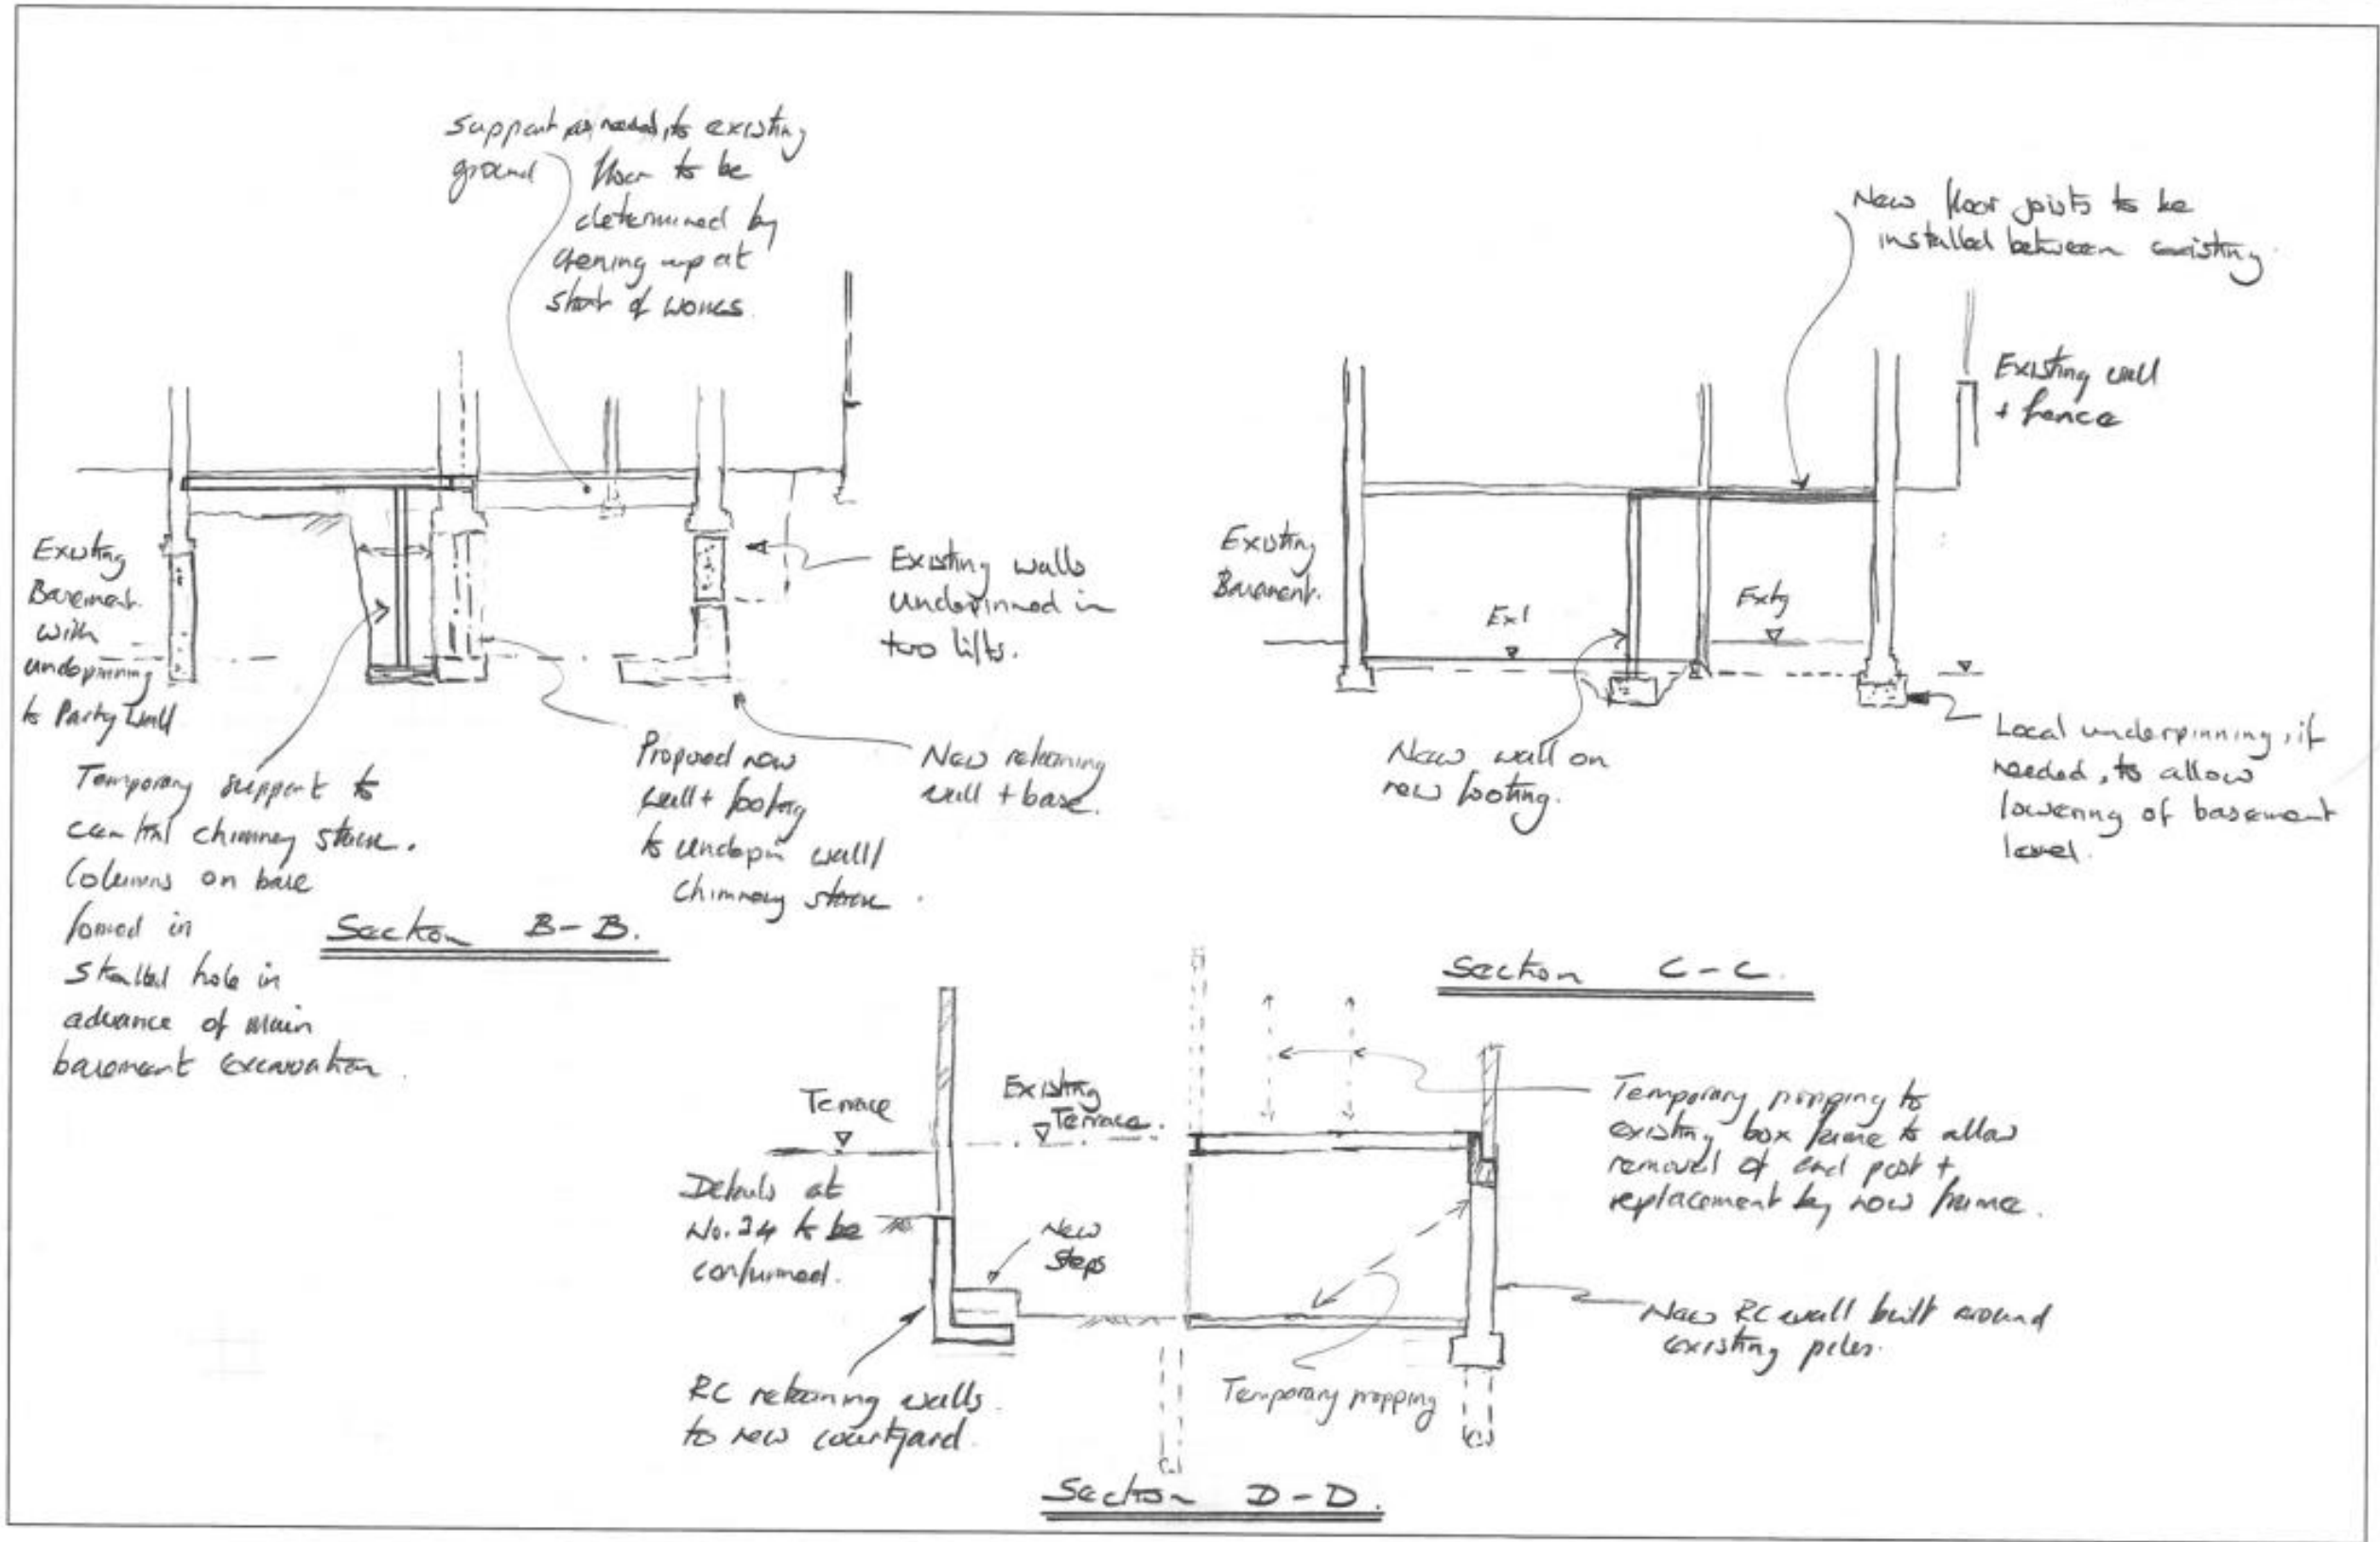 Support as needed, to existing
ground floor to be
determined by
opening up at
start of works.
Existing
Basement
with
underpinning
to Party Wall
Temporary support to
central chimney stack.
Columns on base
formed in
hole in
advance of main
basement excavation.
Proposed new
wall + footing
to underpin wall/
chimney stack.
New retaining
wall + base.
Existing walls
underpinned in
two lifts.
Section B-B.
New floor joists to be
installed between existing.
Existing wall
+ fence
Existing
Basement.
Ext
Extg
New wall on
new footing.
Local underpinning, if
needed, to allow
lowering of basement
level.
Section C-C.
Terrace
Existing
Terrace.
Details at
No.34 to be
confirmed.
New
Steps
RC retaining walls
to new courtyard.
Temporary propping
Temporary propping to
existing box frame to allow
removal of end post +
replacement by new frame.
New RC wall built around
existing piles.
Section D-D.